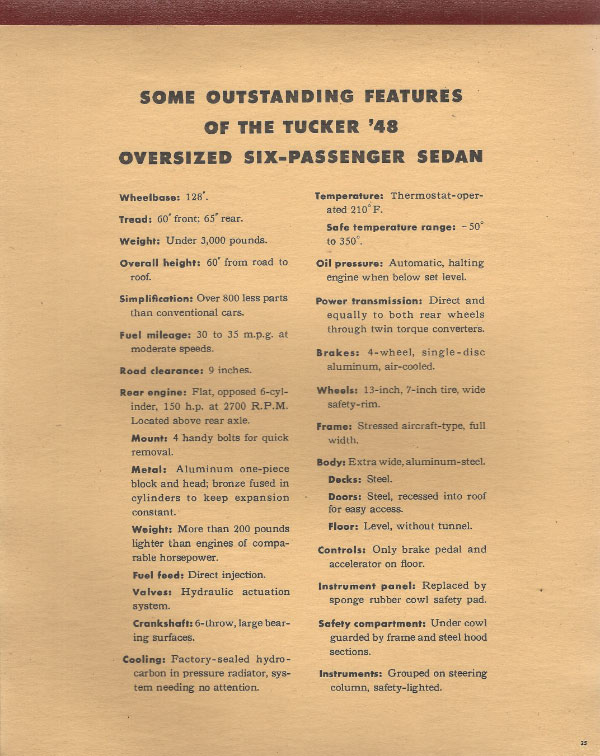 SOME OUTSTANDING FEATURES
OF THE TUCKER '48
OVERSIZED SIX-PASSENGER SEDAN
Wheelbase: 128".
Tread: 60" front; 65" rear.
Weight: Under 3,000 pounds.
Overall height: 60" from road to
roof.
Simplification: Over 800 less parts
than conventional cars.
Fuel mileage: 30 to 35 m.p.g. at
moderate speeds.
Road clearance: 9 inches.
Rear engine: Flat, opposed 6-cyl-
inder, 150 h.p. at 2700 R.P.M.
Located above rear axle.
Mount: 4 handy bolts for quick
removal.
Metal: Aluminum one-piece
block and head; bronze fused in
cylinders to keep expansion
constant.
Weight: More than 200 pounds
lighter than engines of compa-
rable horsepower.
Fuel feed: Direct injection.
Valves: Hydraulic actuation
system.
Crankshaft: 6-throw, large bear-
ing surfaces.
Cooling: Factory-sealed hydro-
carbon in pressure radiator, sys-
tem needing no attention.
Temperature: Thermostat-oper-
ated 210° F.
Safe temperature range: -50°
to 350°.
Oil pressure: Automatic, halting
engine when below set level.
Power transmission: Direct and
equally to both rear wheels
through twin torque converters.
Brakes: 4-wheel, single-disc
aluminum, air-cooled.
Wheels: 13-inch, 7-inch tire, wide
safety-rim.
Frame: Stressed aircraft-type, full
width.
Body: Extra wide, aluminum-steel.
Decks: Steel.
Doors: Steel, recessed into roof
for easy access.
Floor: Level, without tunnel.
Controls: Only brake pedal and
accelerator on floor.
Instrument panel: Replaced by
sponge rubber cowl safety pad.
Safety compartment: Under cowl
guarded by frame and steel hood
sections.
Instruments: Grouped on steering
column, safety-lighted.
25